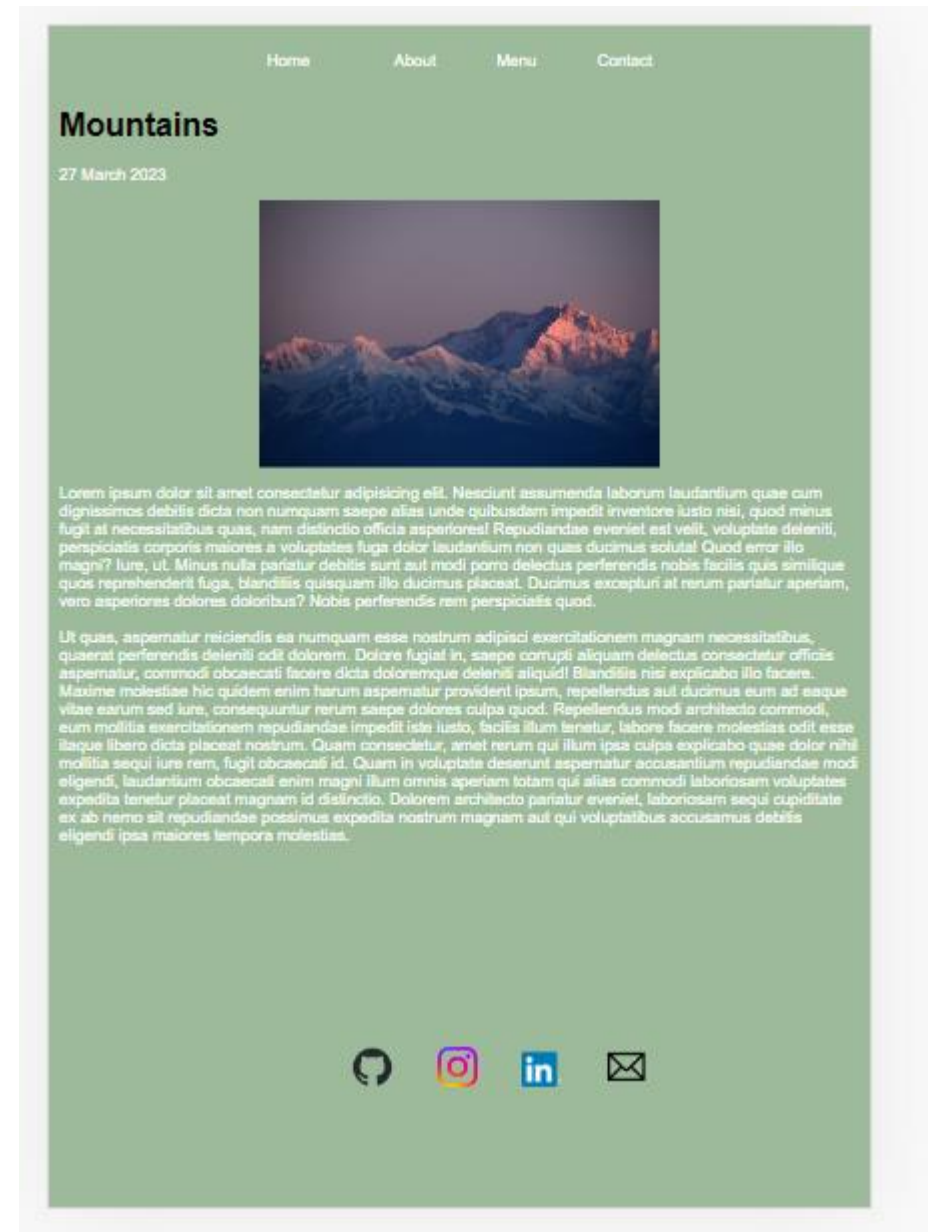 Home About Menu Contact
Mountains
27 March 2023
Lorem ipsum dolor sit amet consectetur adipisicing elit. Nesciunt assumenda laborum laudantium quae cum
dignissimos debitis dicta non numquam saepe alias unde quibusdam impedit inventore iusto nisi, quod minus
fugit at necessitatibus quas, nam distinctio officia asperiores! Repudiandae eveniet est velit, voluptate deleniti,
perspiciatis corporis maiores a voluptates fuga dolor laudantium non quas ducimus soluta! Quod error illo
magni? Iure, ut. Minus nulla pariatur debitis sunt aut modi porro delectus perferendis nobis facilis quis similique
quos reprehenderit fuga, blanditiis quisquam illo ducimus placeat. Ducimus excepturi at rerum pariatur aperiam,
vero asperiores dolores doloribus? Nobis perferendis rem perspiciatis quod.
Ut quas, aspernatur reiciendis ea numquam esse nostrum adipisci exercitationem magnam necessitatibus,
quaerat perferendis deleniti odit dolorem. Dolore fugiat in, saepe corrupti aliquam delectus consectetur officiis
aspernatur, commodi obcaecati facere dicta doloremque deleniti aliquid! Blanditiis nisi explicabo illo facere.
Maxime molestiae hic quidem enim harum aspernatur provident ipsum, repellendus aut ducimus eum ad eaque
vitae earum sed iure, consequuntur rerum saepe dolores culpa quod. Repellendus modi architecto commodi,
eum mollitia exercitationem repudiandae impedit iste iusto, facilis illum tenetur, labore facere molestias odit esse
itaque libero dicta placeat nostrum. Quam consectetur, amet rerum qui illum ipsa culpa explicabo quae dolor nihil
mollitia sequi iure rem, fugit obcaecati id. Quam in voluptate deserunt aspernatur accusantium repudiandae modi
eligendi, laudantium obcaecati enim magni illum omnis aperiam totam qui alias commodi laboriosam voluptates
expedita tenetur placeat magnam id distinctio. Dolorem architecto pariatur eveniet, laboriosam sequi cupiditate
ex ab nemo sit repudiandae possimus expedita nostrum magnam aut qui voluptatibus accusamus debitis
eligendi ipsa maiores tempora molestias.
in